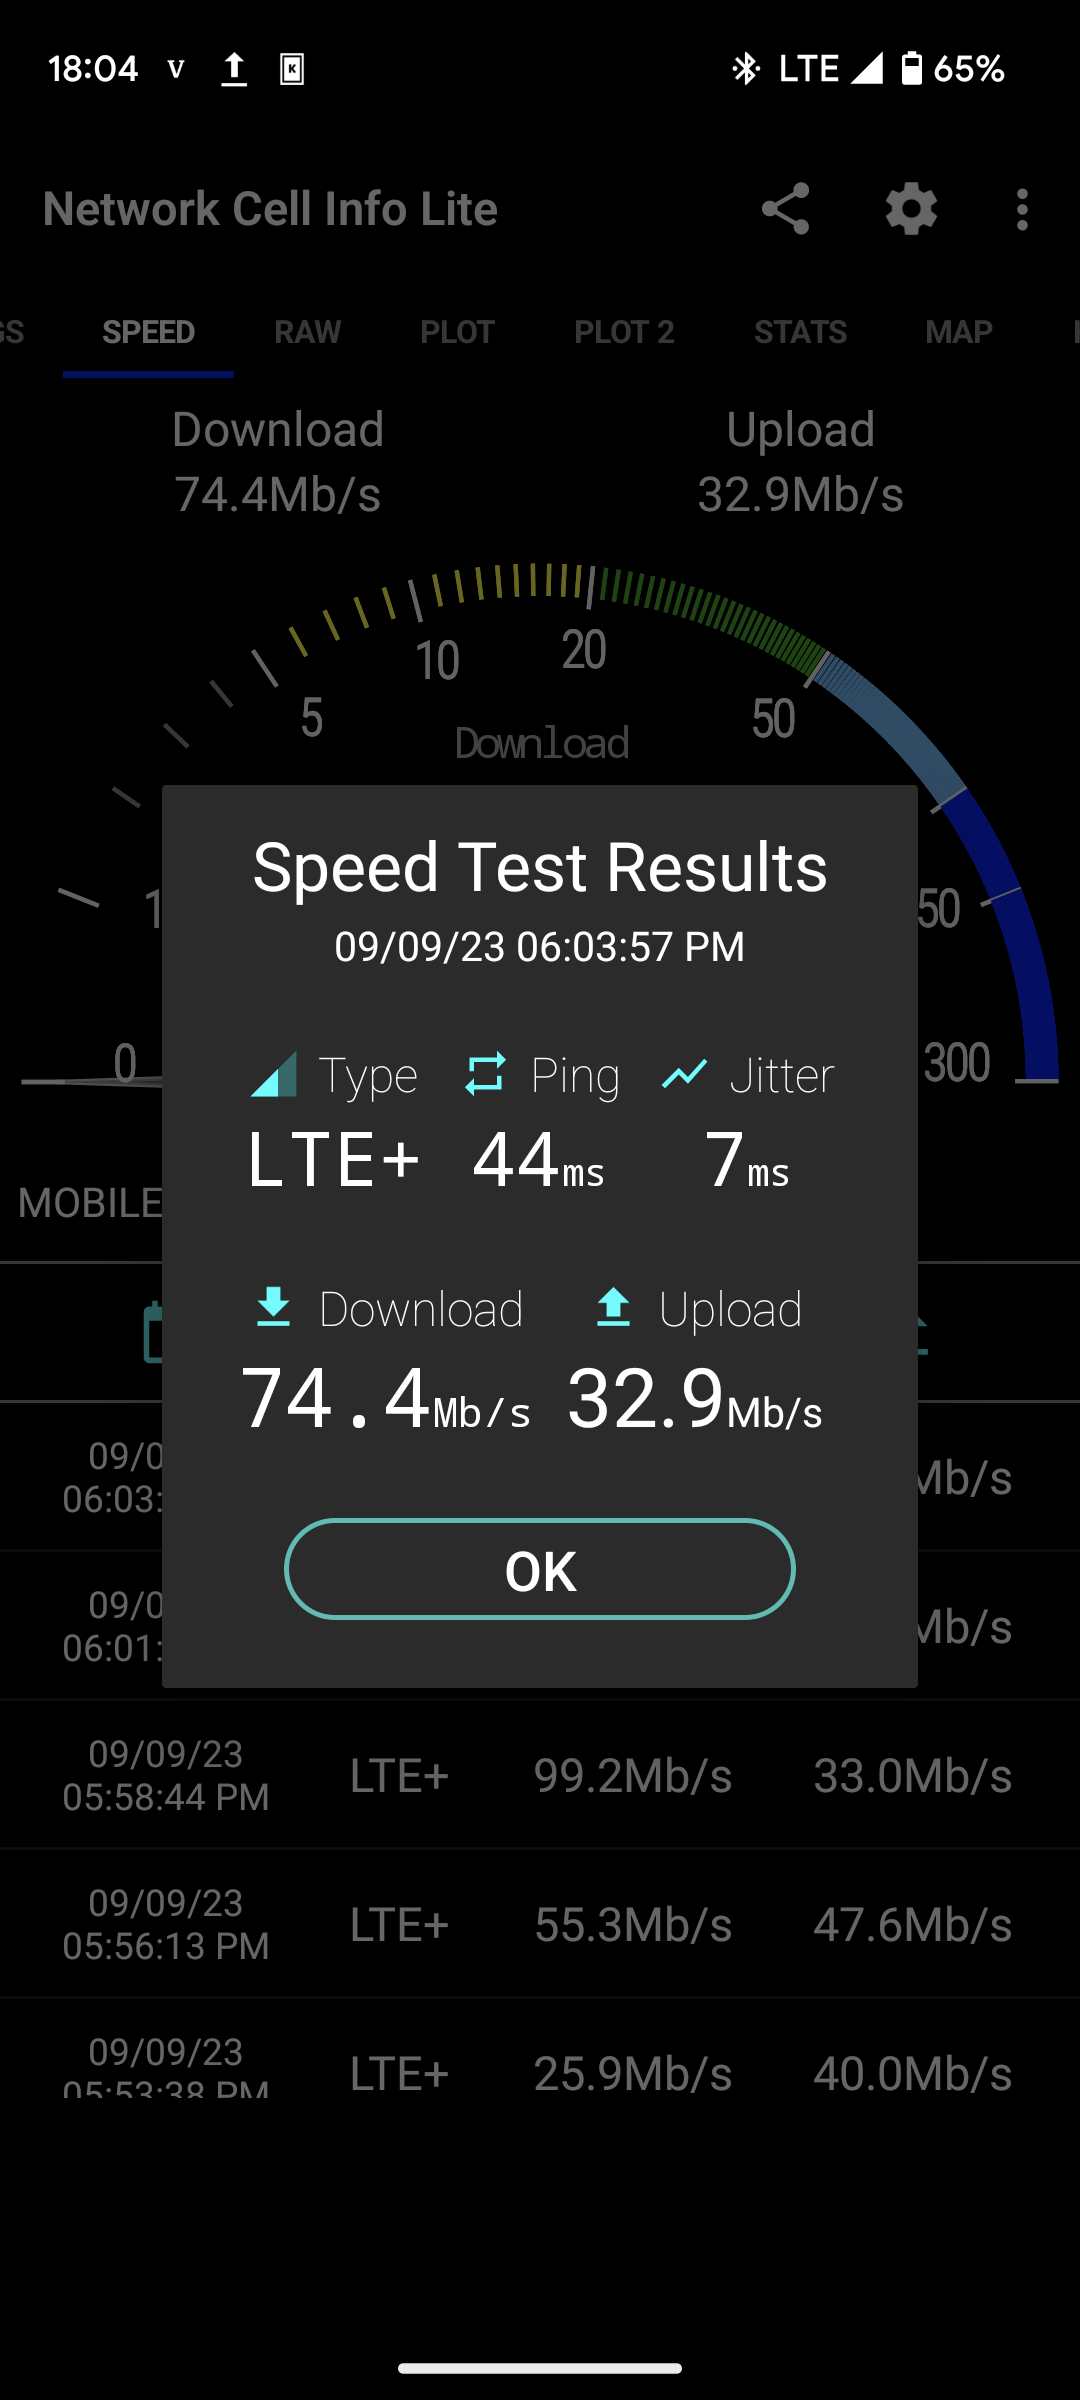 18:04 V K LTE 65%
Network Cell Info Lite
GS SPEED RAW PLOT PLOT 2 STATS MAP
Download Upload
74.4Mb/s 32.9Mb/s
5 10 20 50
Download
1 50
0 300
Speed Test Results
09/09/23 06:03:57 PM
Type Ping Jitter
LTE+ 44ms 7ms
MOBILE
Download Upload
74.4Mb/s 32.9Mb/s
09/0
06:03: Mb/s
OK
09/0
06:01: Mb/s
09/09/23
05:58:44 PM LTE+ 99.2Mb/s 33.0Mb/s
09/09/23
05:56:13 PM LTE+ 55.3Mb/s 47.6Mb/s
09/09/23
05:53:38 PM LTE+ 25.9Mb/s 40.0Mb/s